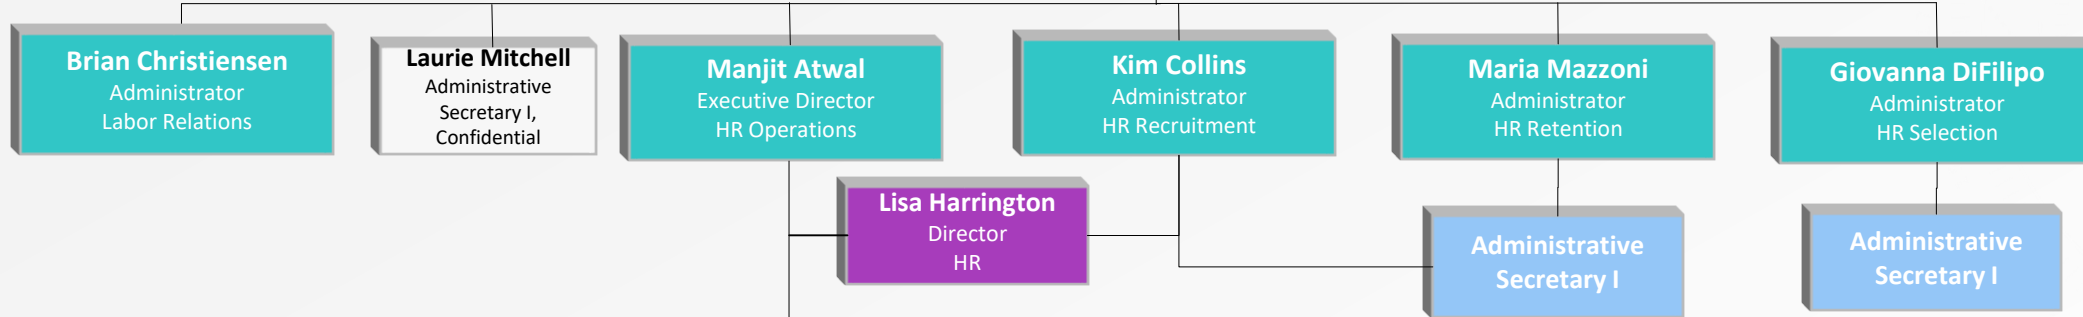 Brian Christiensen
Administrator
Labor Relations
Laurie Mitchell
Administrative
Secretary I,
Confidential
Manjit Atwal
Executive Director
HR Operations
Kim Collins
Administrator
HR Recruitment
Maria Mazzoni
Administrator
HR Retention
Giovanna DiFilipo
Administrator
HR Selection
Lisa Harrington
Director
HR
Administrative
Secretary I
Administrative
Secretary I